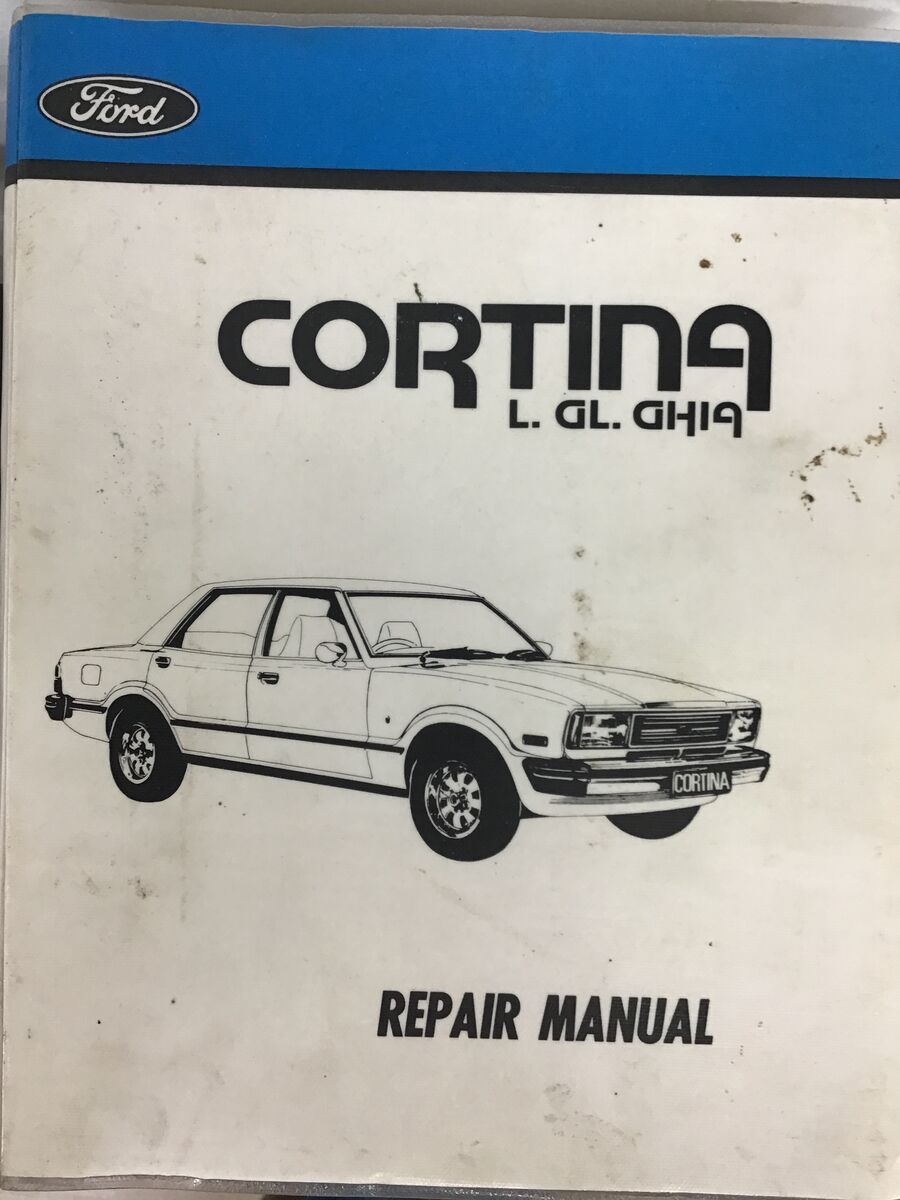 Ford
CORTINA
L. GL. GHIA
CORTINA
REPAIR MANUAL